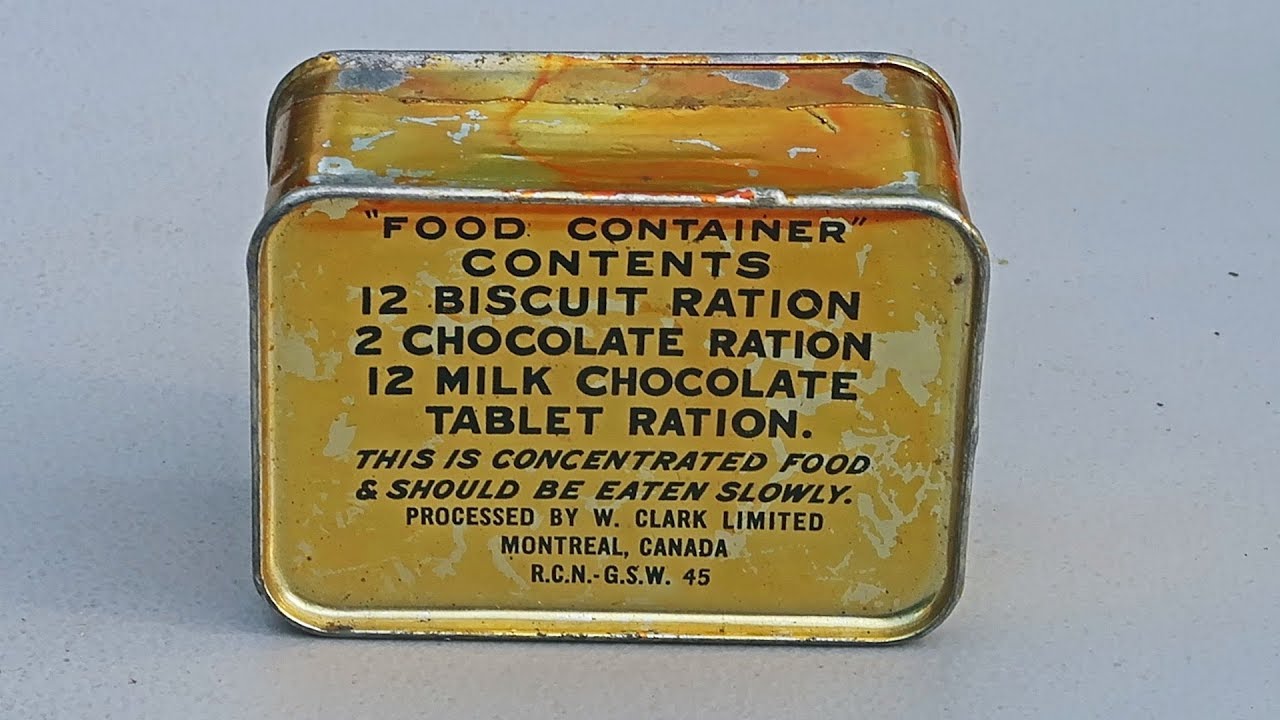 "FOOD CONTAINER"
CONTENTS
12 BISCUIT RATION
2 CHOCOLATE RATION
12 MILK CHOCOLATE
TABLET RATION.
THIS IS CONCENTRATED FOOD
& SHOULD BE EATEN SLOWLY.
PROCESSED BY W. CLARK LIMITED
MONTREAL, CANADA
R.C.N.-G.S.W. 45